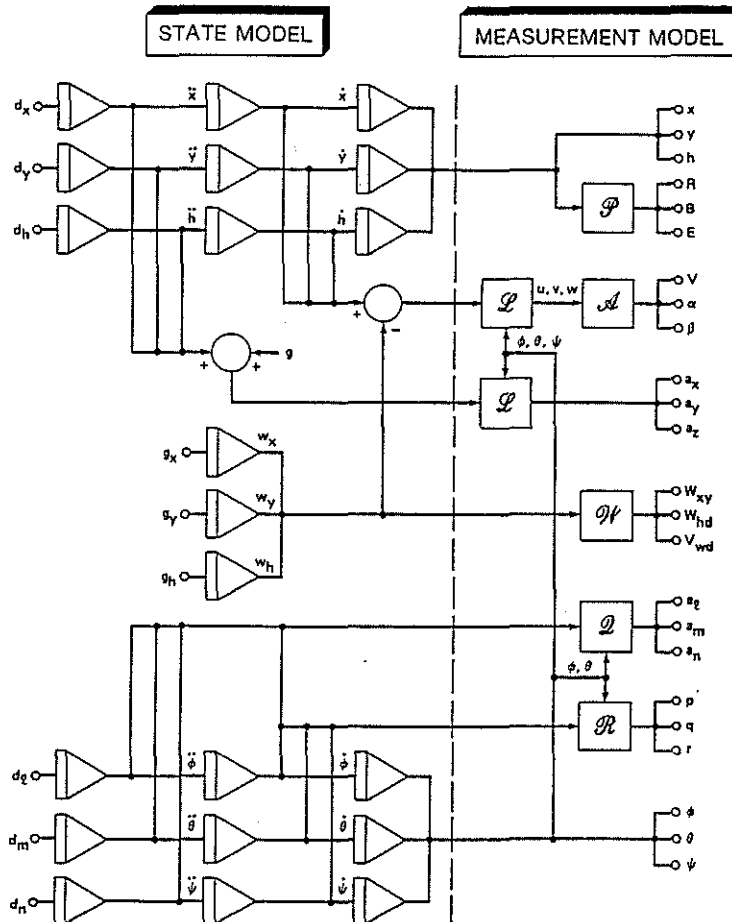 STATE MODEL
MEASUREMENT MODEL
dx
ẍ
ẋ
x
dy
ÿ
ẏ
y
h
dh
ḧ
ḣ
R
𝒫
B
E
u, v, w
V
ℒ
𝒜
α
+
−
β
ϕ, θ, ψ
+
+
g
ℒ
ax
ay
az
gx
wx
gy
wy
gh
wh
𝒲
Wxy
Whd
Vwd
aℓ
𝒬
am
an
ϕ, θ
p
ℛ
q
r
dℓ
ϕ̈
ϕ̇
ϕ
dm
θ̈
θ̇
θ
ψ
dn
ψ̈
ψ̇